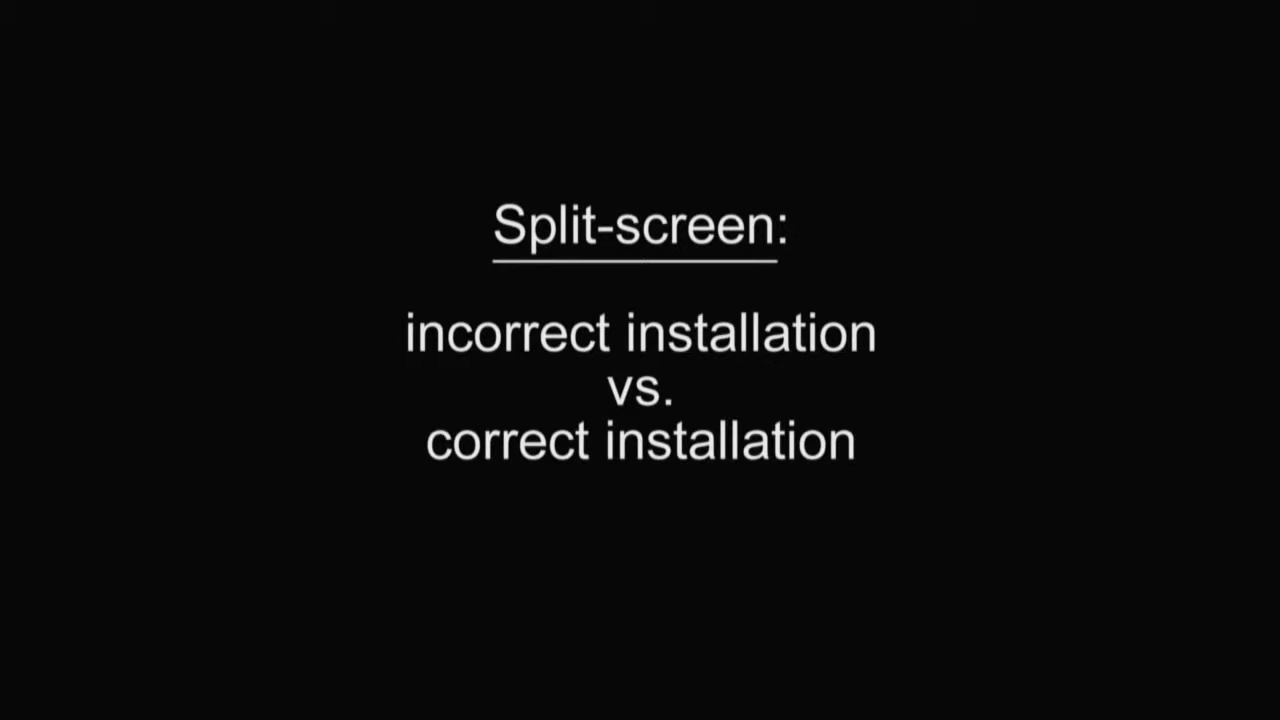 Split-screen:
incorrect installation
vs.
correct installation